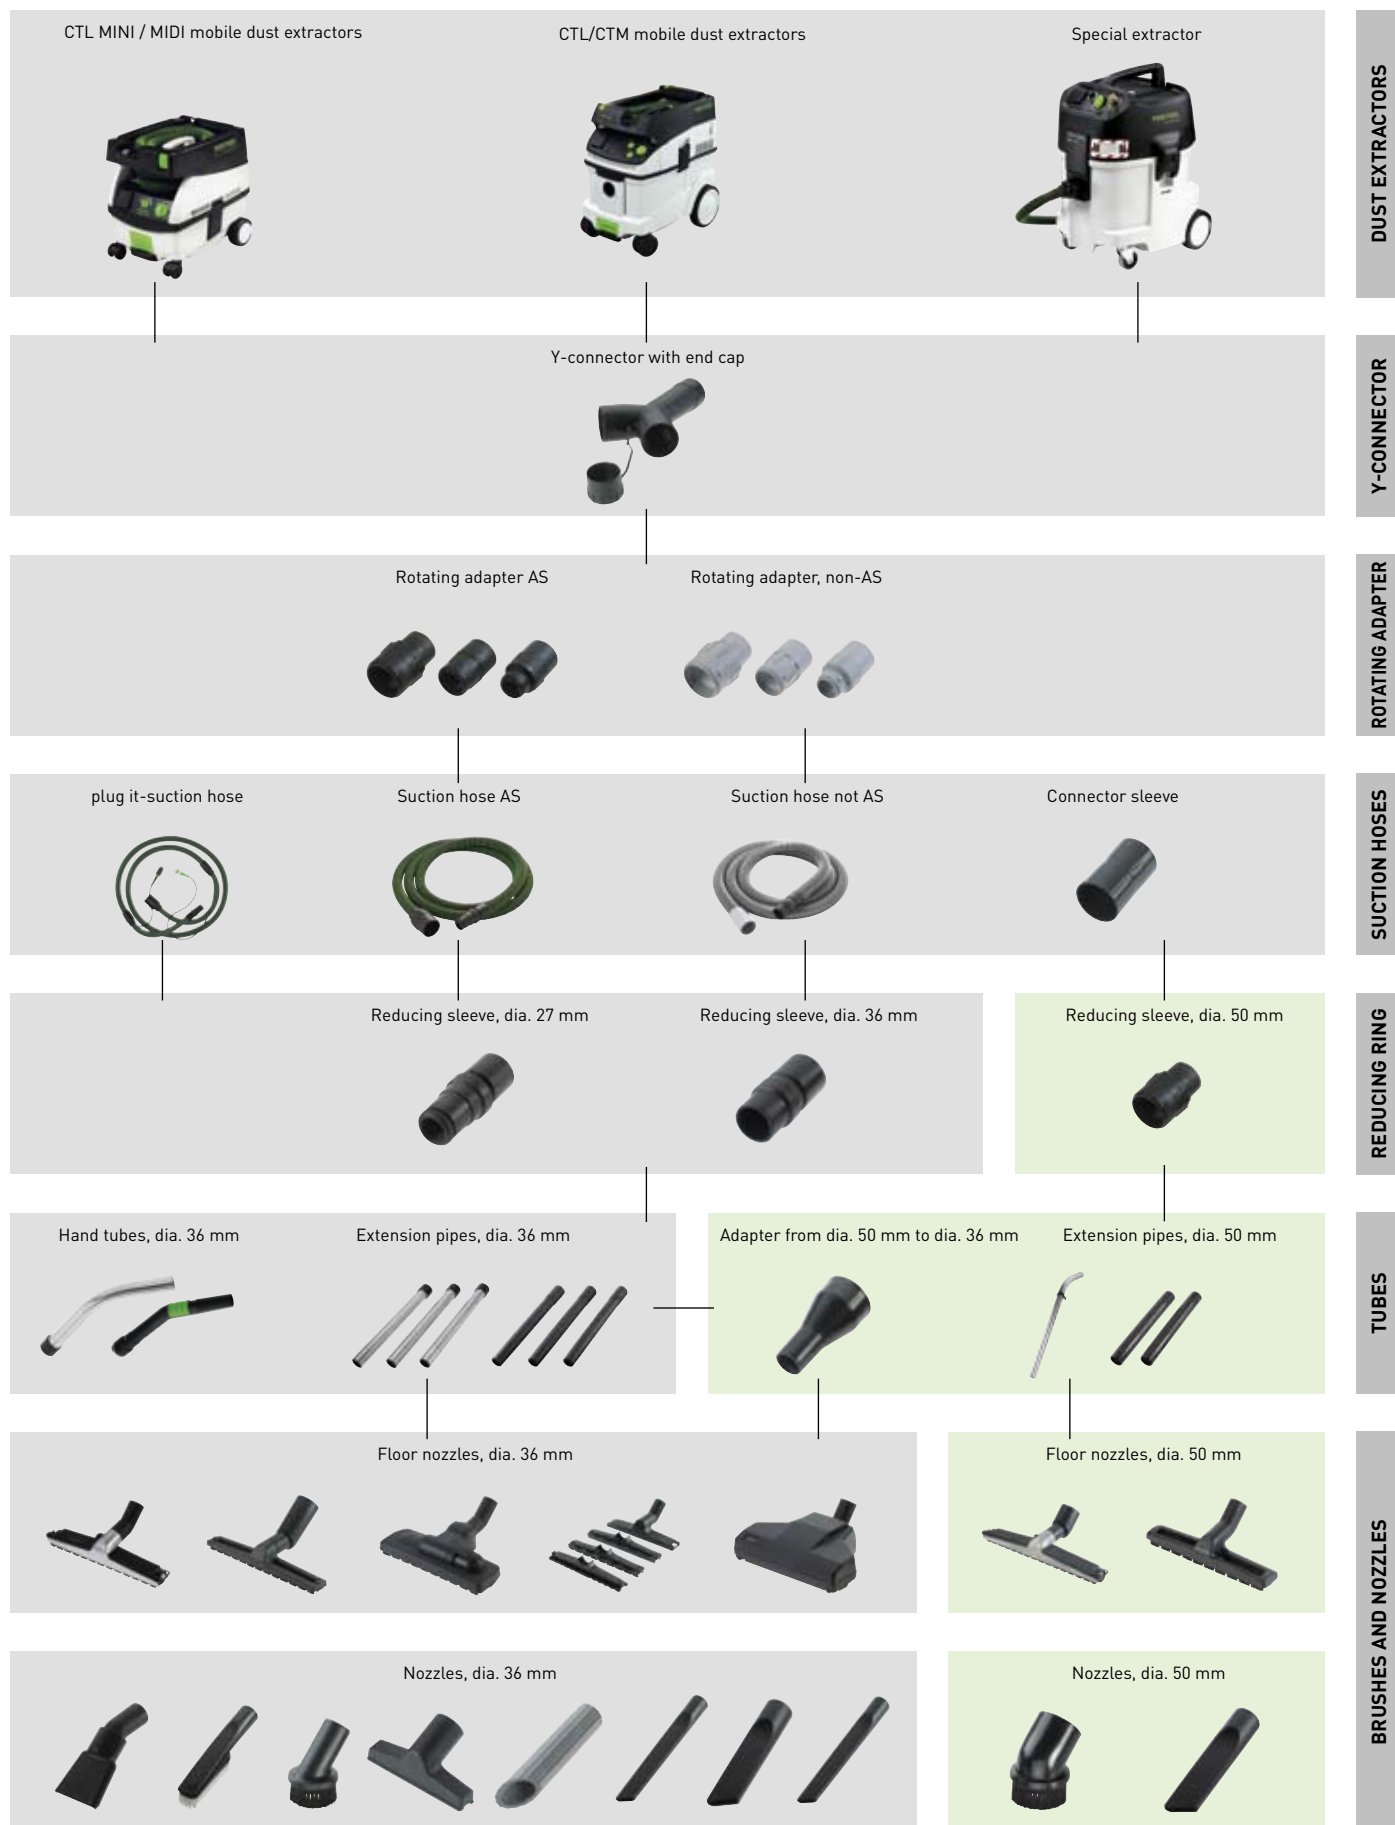 CTL MINI / MIDI mobile dust extractors
CTL/CTM mobile dust extractors
Special extractor
DUST EXTRACTORS
Y-connector with end cap
Y-CONNECTOR
Rotating adapter AS
Rotating adapter, non-AS
ROTATING ADAPTER
plug it-suction hose
Suction hose AS
Suction hose not AS
Connector sleeve
SUCTION HOSES
Reducing sleeve, dia. 27 mm
Reducing sleeve, dia. 36 mm
Reducing sleeve, dia. 50 mm
REDUCING RING
Hand tubes, dia. 36 mm
Extension pipes, dia. 36 mm
Adapter from dia. 50 mm to dia. 36 mm
Extension pipes, dia. 50 mm
TUBES
Floor nozzles, dia. 36 mm
Floor nozzles, dia. 50 mm
Nozzles, dia. 36 mm
Nozzles, dia. 50 mm
BRUSHES AND NOZZLES